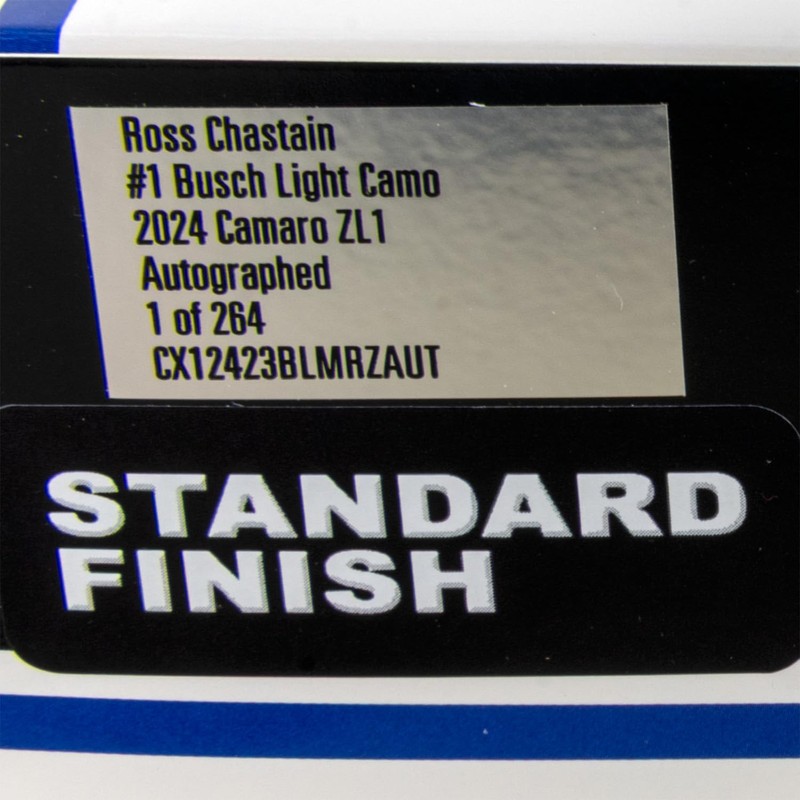 Ross Chastain
#1 Busch Light Camo
2024 Camaro ZL1
Autographed
1 of 264
CX12423BLMRZAUT
STANDARD
FINISH